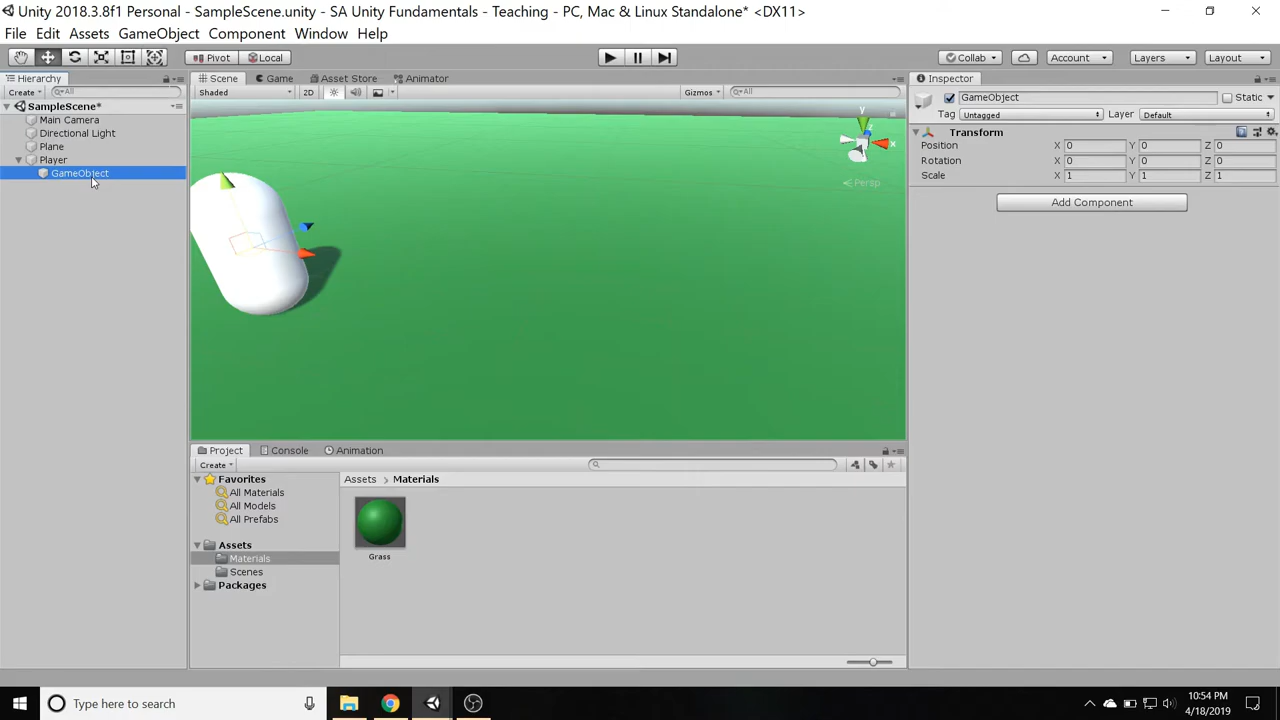 Unity 2018.3.8f1 Personal - SampleScene.unity - SA Unity Fundamentals - Teaching - PC, Mac & Linux Standalone* <DX11>
File Edit Assets GameObject Component Window Help
Pivot Local Collab Account Layers Layout
Hierarchy Scene Game Asset Store Animator Inspector
Create All Shaded 2D Gizmos All GameObject Static
SampleScene* Tag Untagged Layer Default
Main Camera
Directional Light
Plane
Player
GameObject
y
z
x
Persp
Transform
Position X 0 Y 0 Z 0
Rotation X 0 Y 0 Z 0
Scale X 1 Y 1 Z 1
Add Component
Project Console Animation
Create
Favorites
All Materials
All Models
All Prefabs
Assets
Materials
Scenes
Packages
Assets > Materials
Grass
Type here to search
10:54 PM
4/18/2019